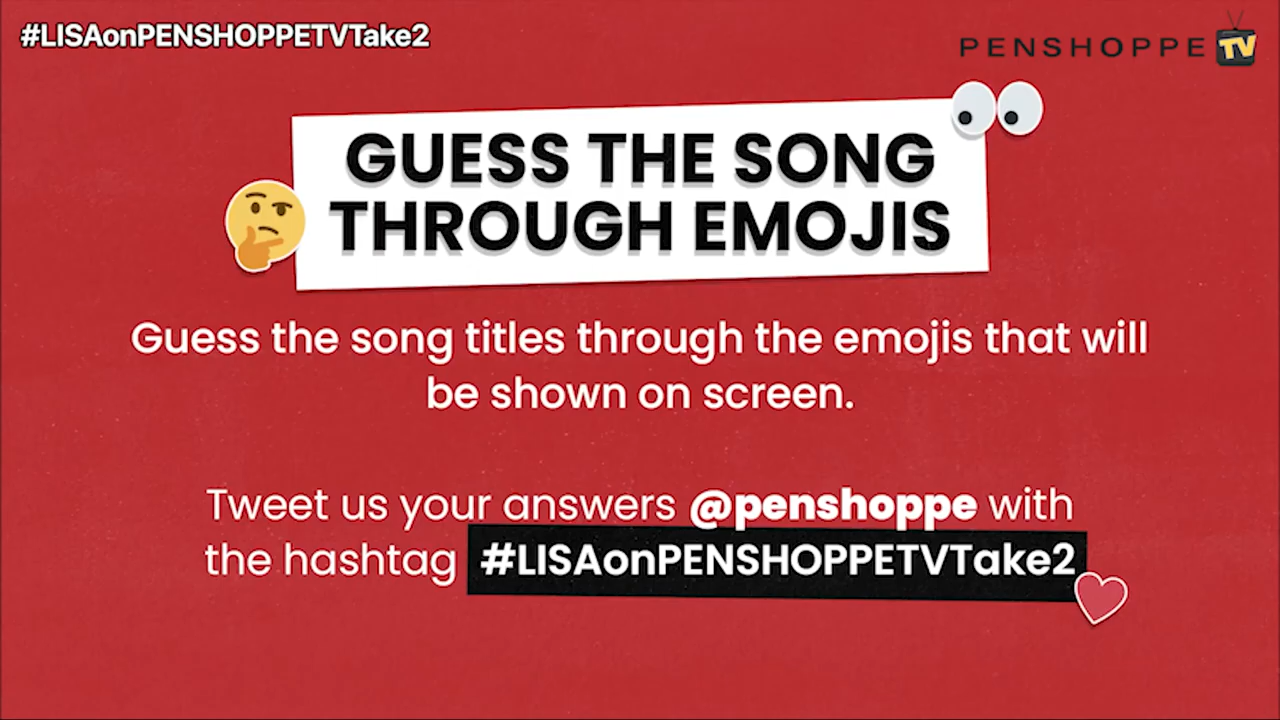 #LISAonPENSHOPPETVTake2
PENSHOPPE TV
GUESS THE SONG
THROUGH EMOJIS
Guess the song titles through the emojis that will
be shown on screen.
Tweet us your answers @penshoppe with
the hashtag #LISAonPENSHOPPETVTake2